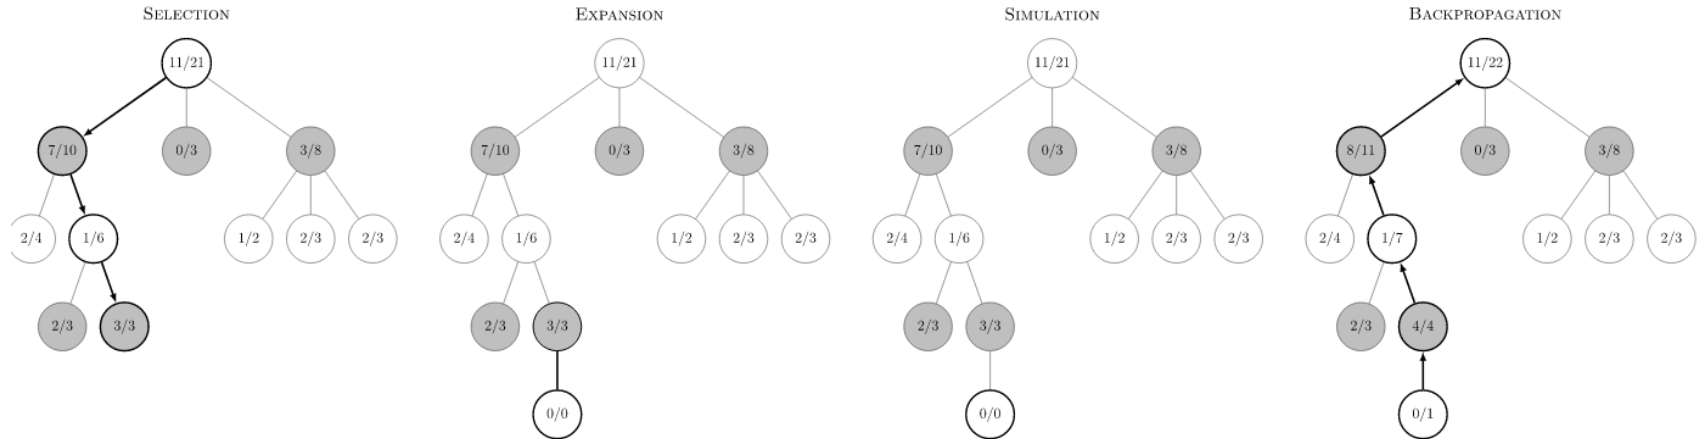 SELECTION
11/21
7/10 0/3 3/8
2/4 1/6 1/2 2/3 2/3
2/3 3/3
EXPANSION
11/21
7/10 0/3 3/8
2/4 1/6 1/2 2/3 2/3
2/3 3/3
0/0
SIMULATION
11/21
7/10 0/3 3/8
2/4 1/6 1/2 2/3 2/3
2/3 3/3
0/0
BACKPROPAGATION
11/22
8/11 0/3 3/8
2/4 1/7 1/2 2/3 2/3
2/3 4/4
0/1